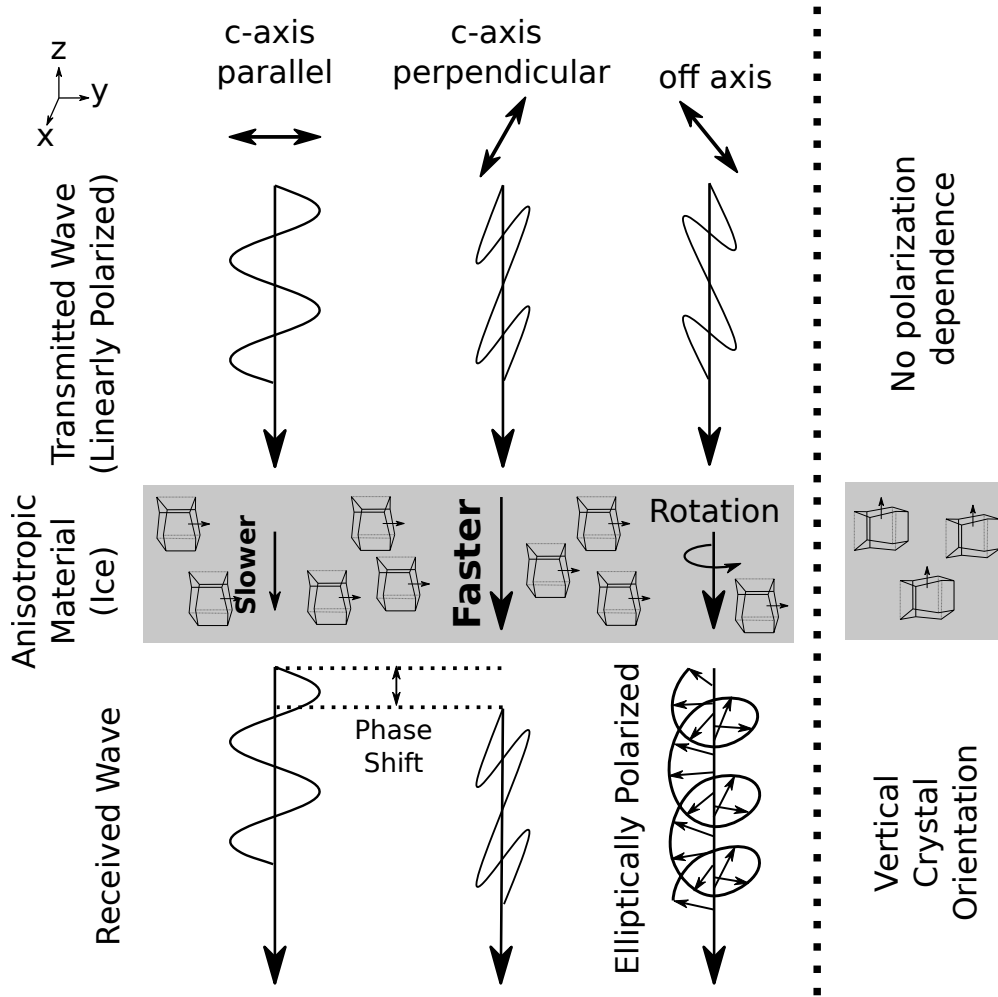 z
y
x
c-axis
parallel
c-axis
perpendicular
off axis
Transmitted Wave
(Linearly Polarized)
No polarization
dependence
Anisotropic
Material
(Ice)
Slower
Faster
Rotation
Received Wave
Phase
Shift
Elliptically Polarized
Vertical
Crystal
Orientation